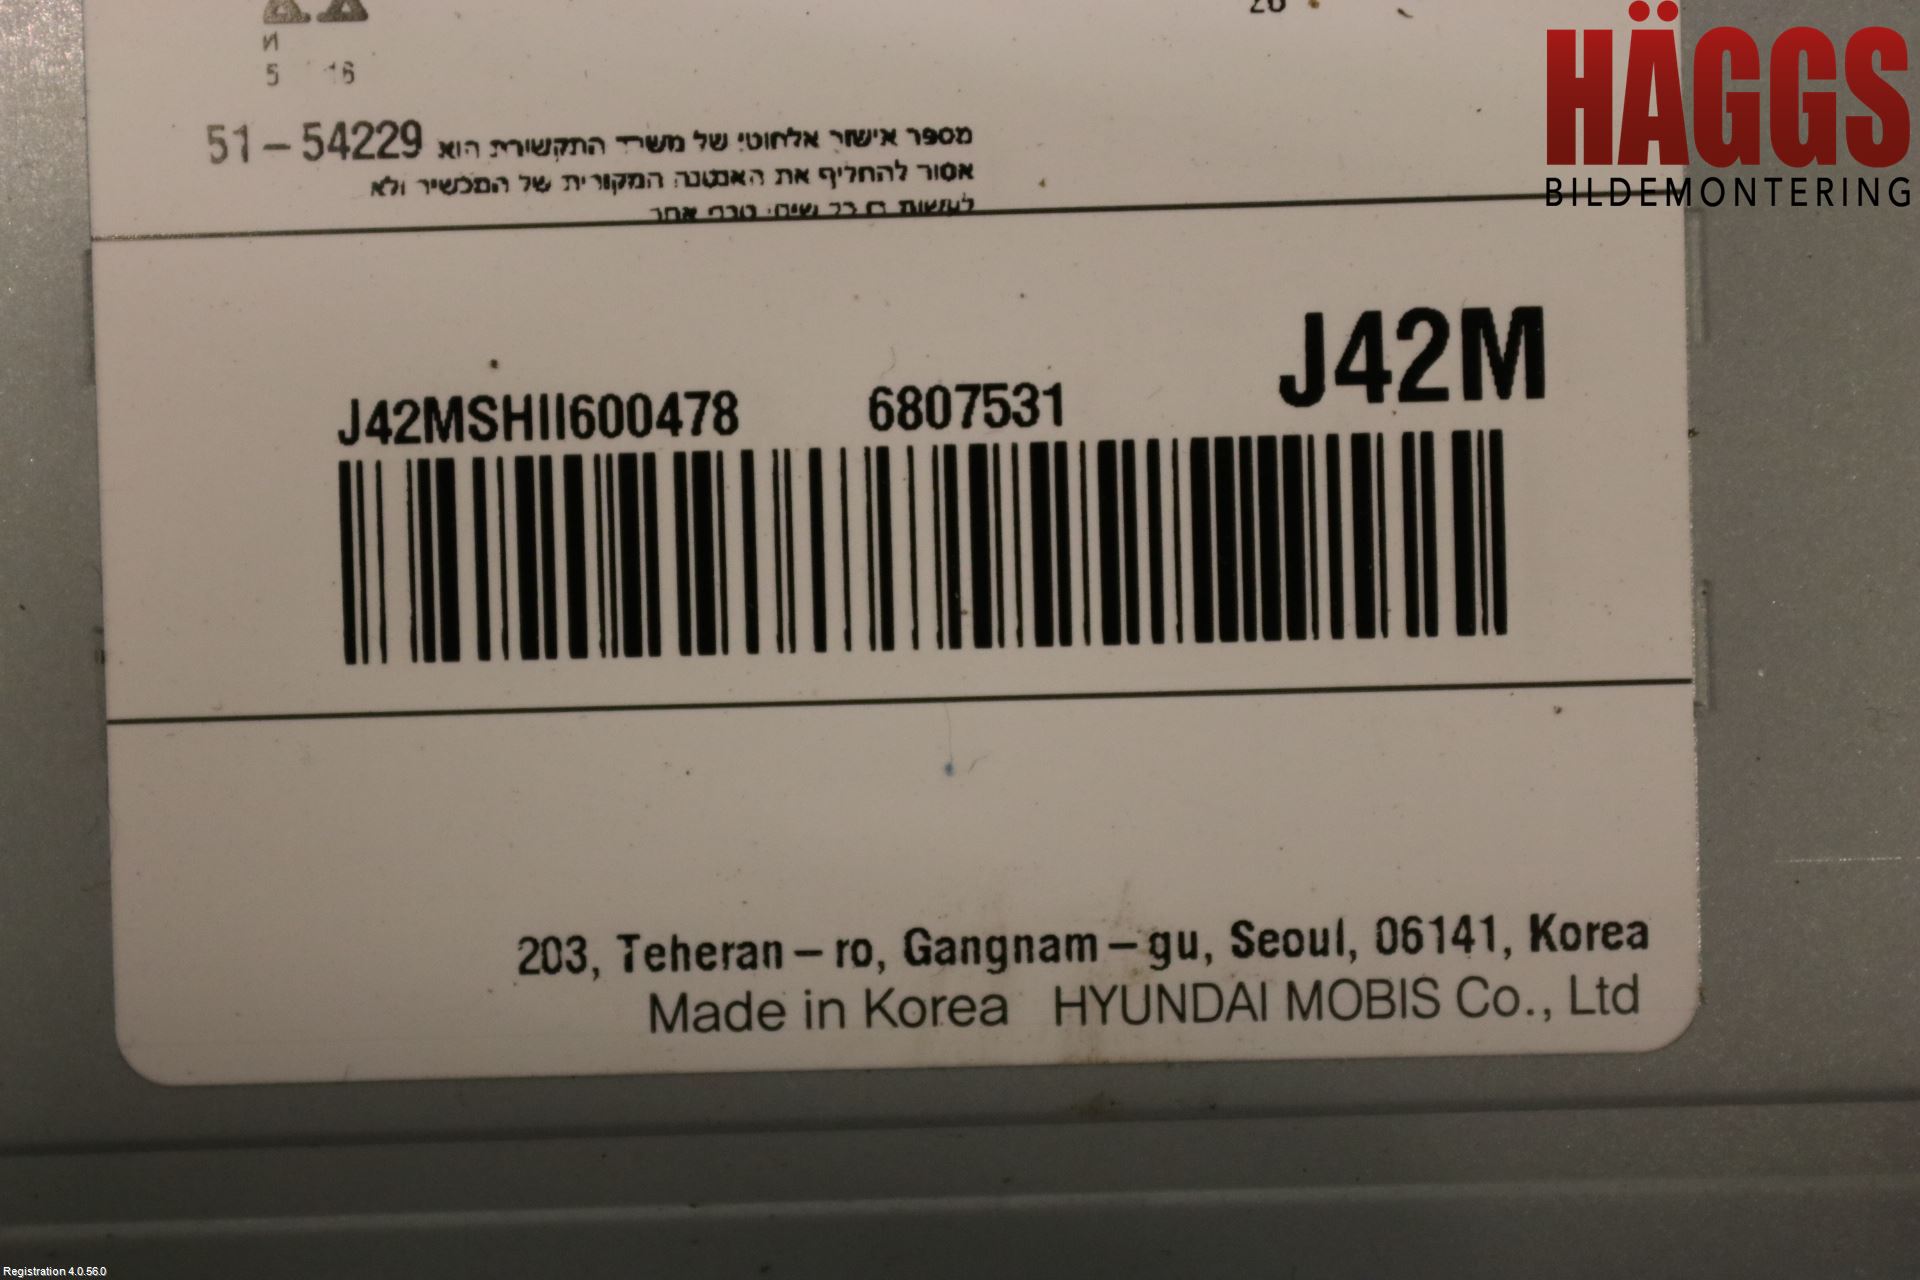 HÄGGS
BILDEMONTERING
5 16
מספר אישור אלחוטי של משרד התקשורת הוא 51-54229
אסור להחליף את האנטנה המקורית של המכשיר ולא
J42M
J42MSHII600478 6807531
203, Teheran-ro, Gangnam-gu, Seoul, 06141, Korea
Made in Korea HYUNDAI MOBIS Co., Ltd
Registration 4.0.56.0